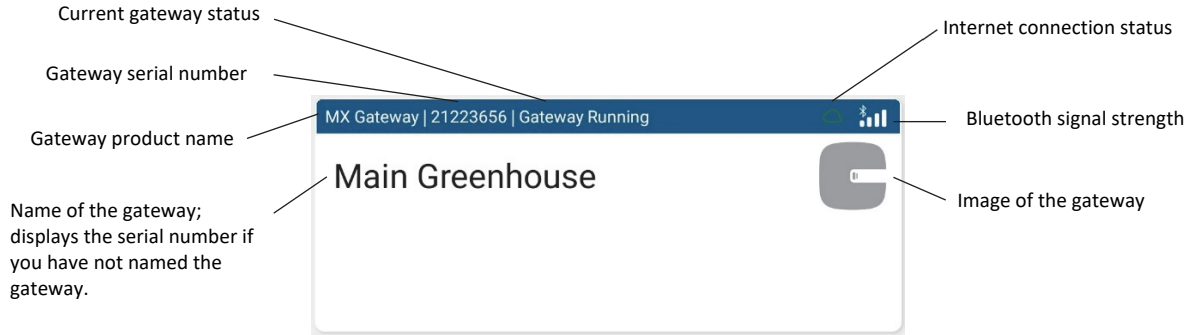 Current gateway status
Internet connection status
Gateway serial number
MX Gateway | 21223656 | Gateway Running
Bluetooth signal strength
Gateway product name
Main Greenhouse
Image of the gateway
Name of the gateway;
displays the serial number if
you have not named the
gateway.